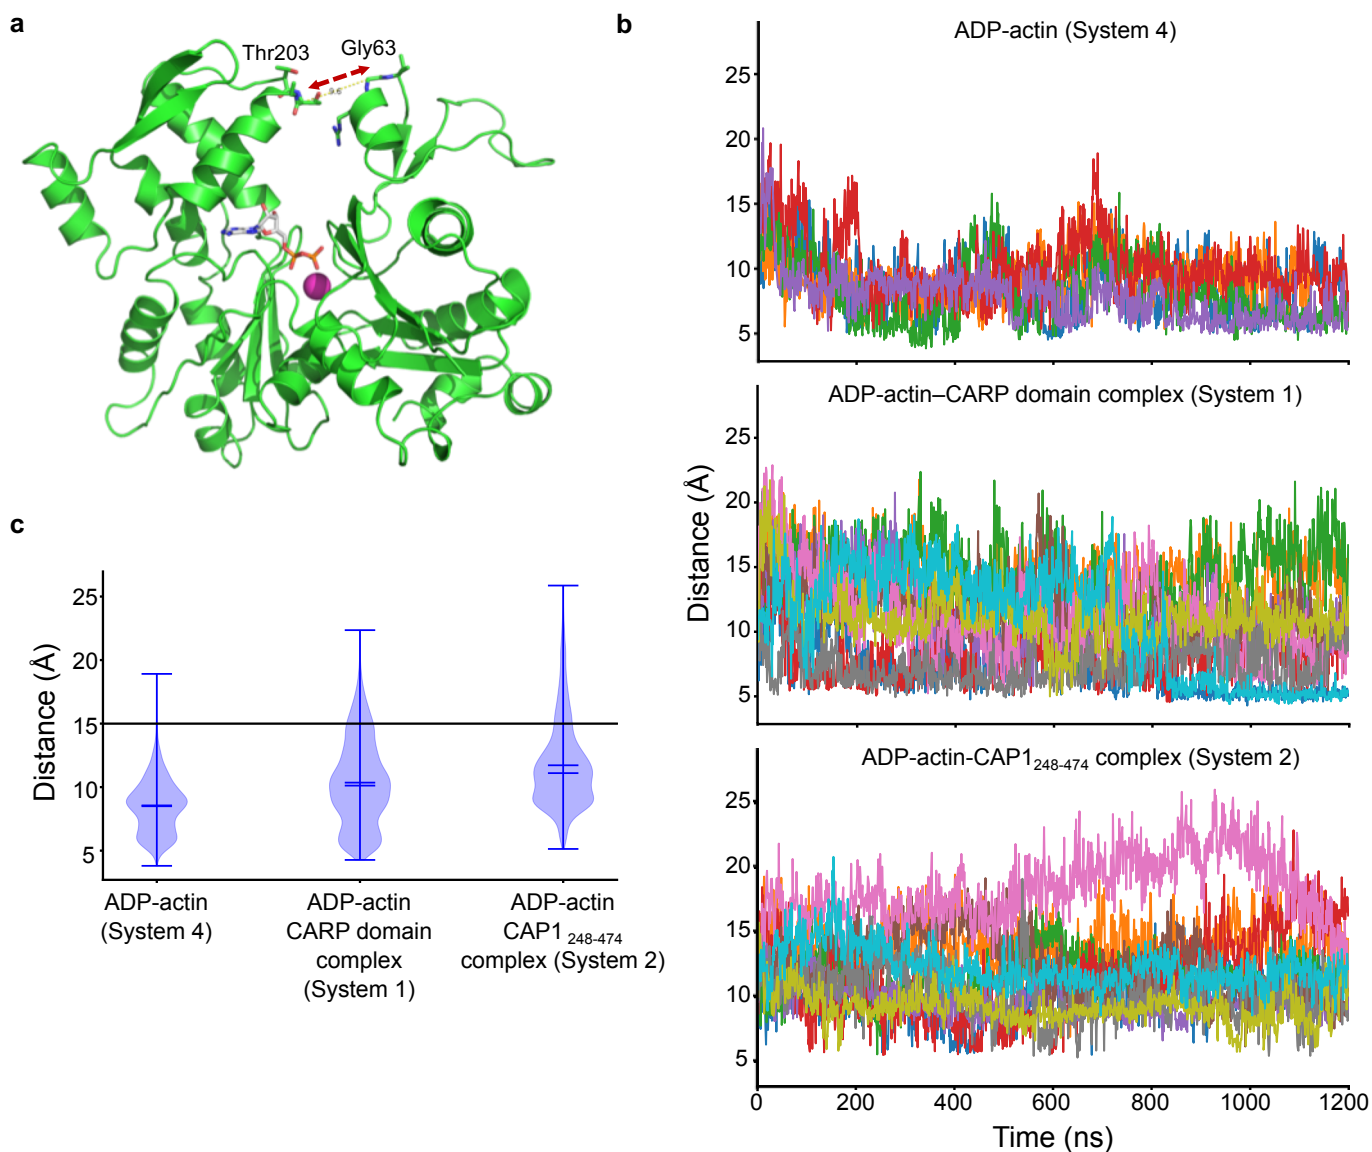 a
Thr203
Gly63
b
ADP-actin (System 4)
25
20
15
10
5
ADP-actin–CARP domain complex (System 1)
25
20
15
10
5
Distance (Å)
ADP-actin-CAP1248-474 complex (System 2)
25
20
15
10
5
0 200 400 600 800 1000 1200
Time (ns)
c
25
20
15
10
5
Distance (Å)
ADP-actin
(System 4)
ADP-actin
CARP domain
complex
(System 1)
ADP-actin
CAP1 248-474
complex (System 2)